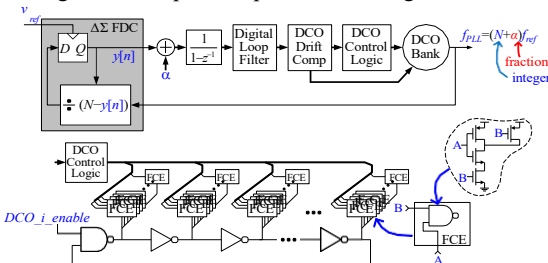 v_ref
ΔΣ FDC
D Q
y[n]
÷ (N−y[n])
α
1
1−z⁻¹
Digital
Loop
Filter
DCO
Drift
Comp
DCO
Control
Logic
DCO
Bank
f_PLL=(N+α)f_ref
fraction
integer
DCO
Control
Logic
FCE
FCE
FCE
FCE
FCE
FCE
FCE
FCE
DCO_i_enable
A
B
B
B
FCE
A